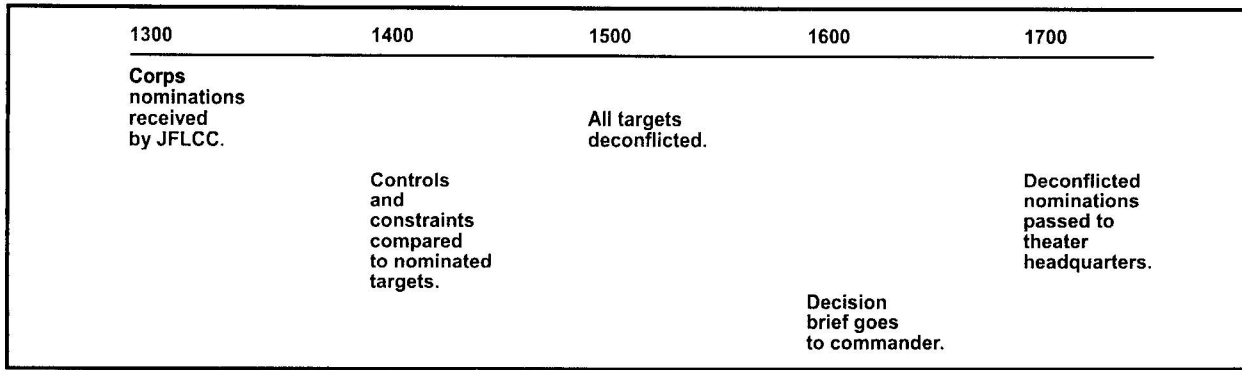 1300 1400 1500 1600 1700
Corps
nominations
received
by JFLCC.
Controls
and
constraints
compared
to nominated
targets.
All targets
deconflicted.
Decision
brief goes
to commander.
Deconflicted
nominations
passed to
theater
headquarters.